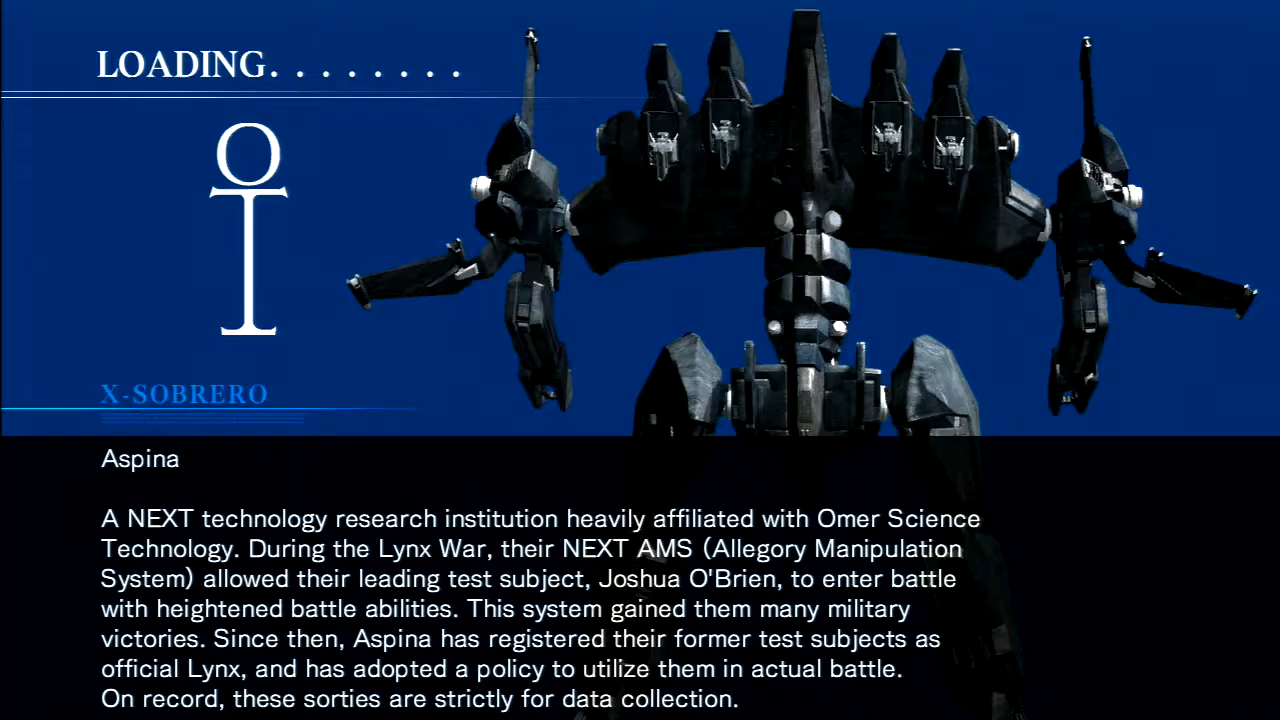 LOADING. . . . . . . .
X-SOBRERO
Aspina
A NEXT technology research institution heavily affiliated with Omer Science
Technology. During the Lynx War, their NEXT AMS (Allegory Manipulation
System) allowed their leading test subject, Joshua O'Brien, to enter battle
with heightened battle abilities. This system gained them many military
victories. Since then, Aspina has registered their former test subjects as
official Lynx, and has adopted a policy to utilize them in actual battle.
On record, these sorties are strictly for data collection.